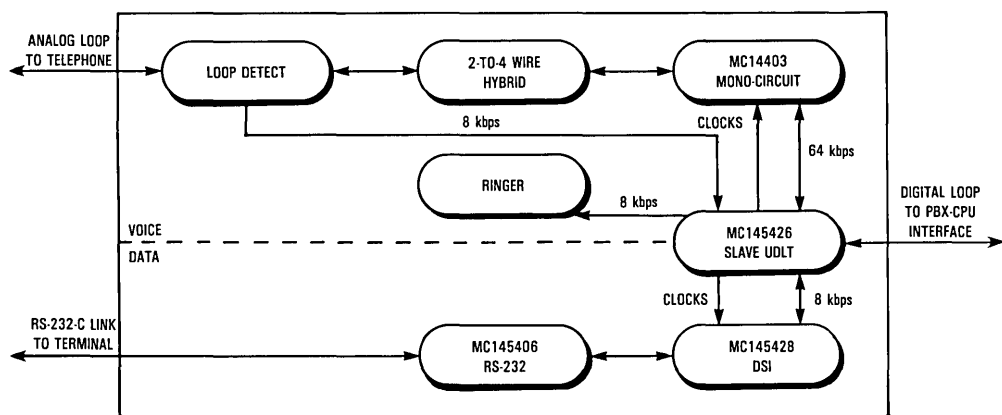 ANALOG LOOP
TO TELEPHONE
LOOP DETECT
2-TO-4 WIRE
HYBRID
MC14403
MONO-CIRCUIT
8 kbps
CLOCKS
64 kbps
RINGER
8 kbps
DIGITAL LOOP
TO PBX-CPU
INTERFACE
VOICE
DATA
MC145426
SLAVE UDLT
CLOCKS
8 kbps
RS-232-C LINK
TO TERMINAL
MC145406
RS-232
MC145428
DSI